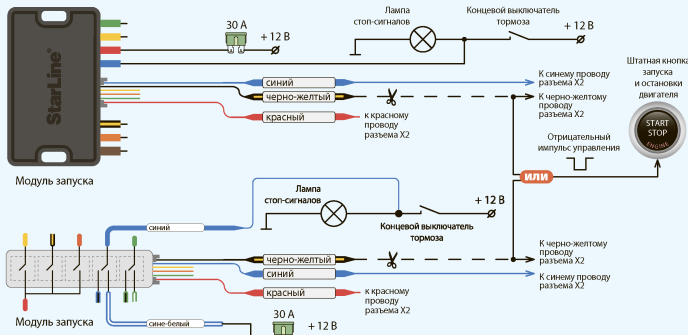 30 А
+ 12 В
Лампа
стоп-сигналов
Концевой выключатель
тормоза
+ 12 В
StarLine®
синий
черно-желтый
красный
К синему проводу
разъема X2
К черно-желтому
проводу
разъема X2
к красному
проводу
разъема X2
Штатная кнопка
запуска
и остановки
двигателя
START
STOP
ENGINE
Отрицательный
импульс управления
или
Модуль запуска
Лампа
стоп-сигналов
+ 12 В
Концевой выключатель
тормоза
синий
черно-желтый
синий
красный
К черно-желтому
проводу
разъема X2
К синему проводу
разъема X2
к красному
проводу
разъема X2
Модуль запуска
сине-белый
30 А
+ 12 В